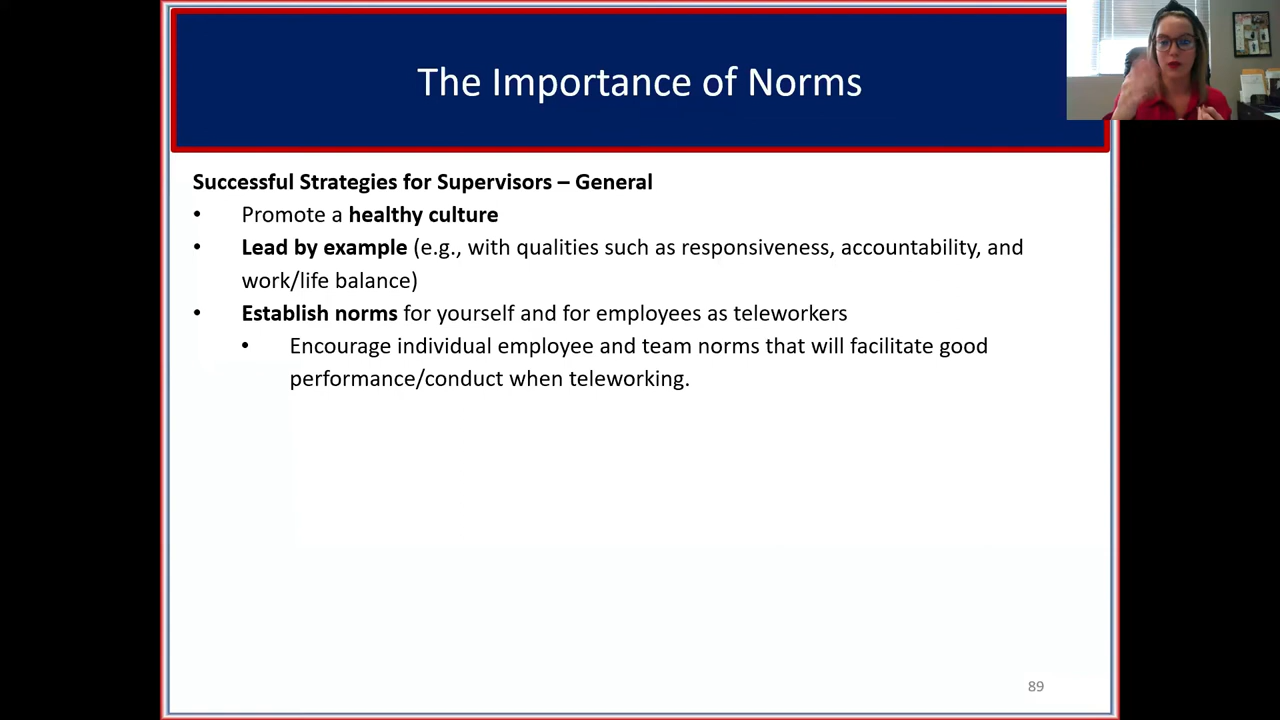 The Importance of Norms
Successful Strategies for Supervisors – General
• Promote a healthy culture
• Lead by example (e.g., with qualities such as responsiveness, accountability, and
work/life balance)
• Establish norms for yourself and for employees as teleworkers
• Encourage individual employee and team norms that will facilitate good
performance/conduct when teleworking.
89